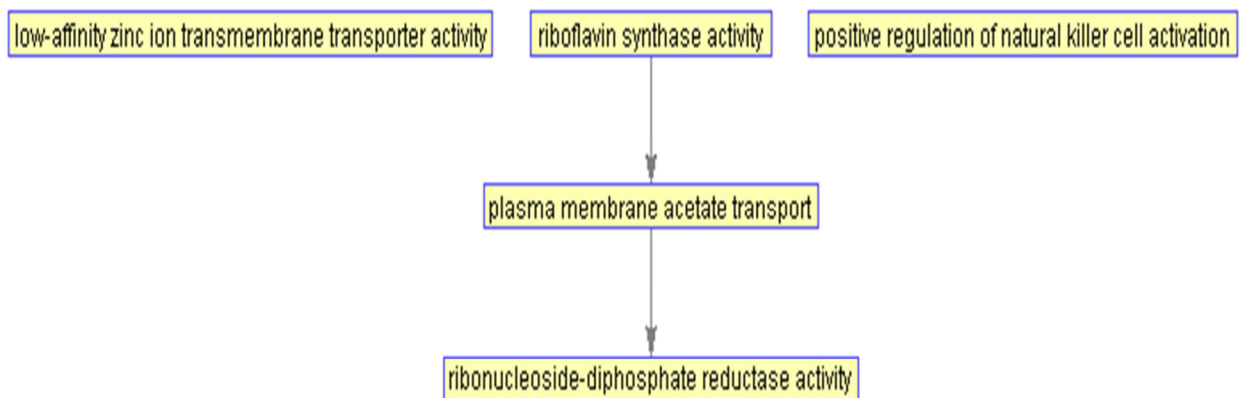 low-affinity zinc ion transmembrane transporter activity
riboflavin synthase activity
positive regulation of natural killer cell activation
plasma membrane acetate transport
ribonucleoside-diphosphate reductase activity